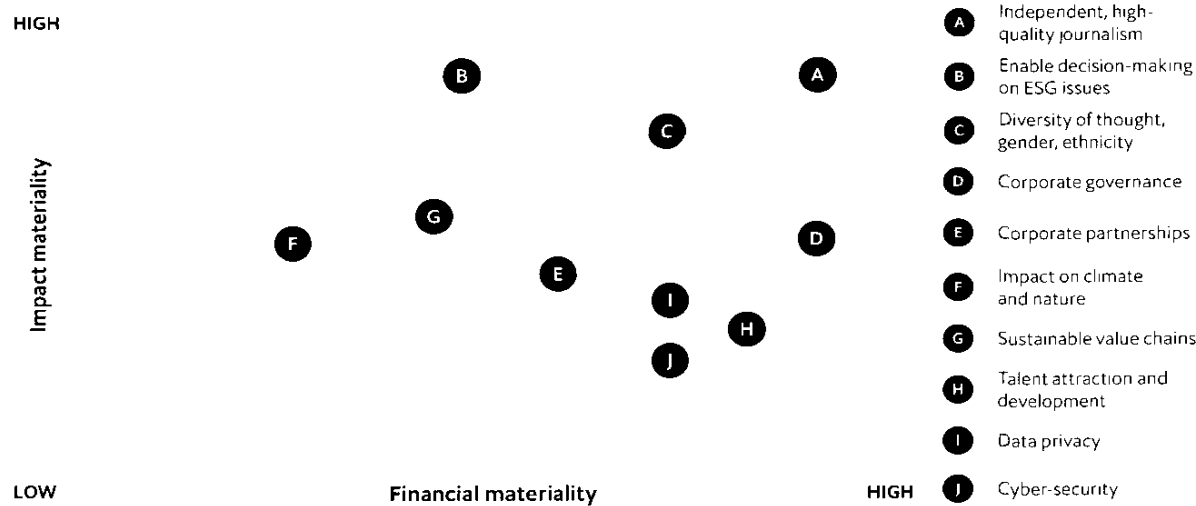 HIGH
B
A
C
G
F
D
E
I
H
J
Impact materiality
LOW
Financial materiality
HIGH
A
Independent, high-
quality journalism
B
Enable decision-making
on ESG issues
C
Diversity of thought,
gender, ethnicity
D
Corporate governance
E
Corporate partnerships
F
Impact on climate
and nature
G
Sustainable value chains
H
Talent attraction and
development
I
Data privacy
J
Cyber-security